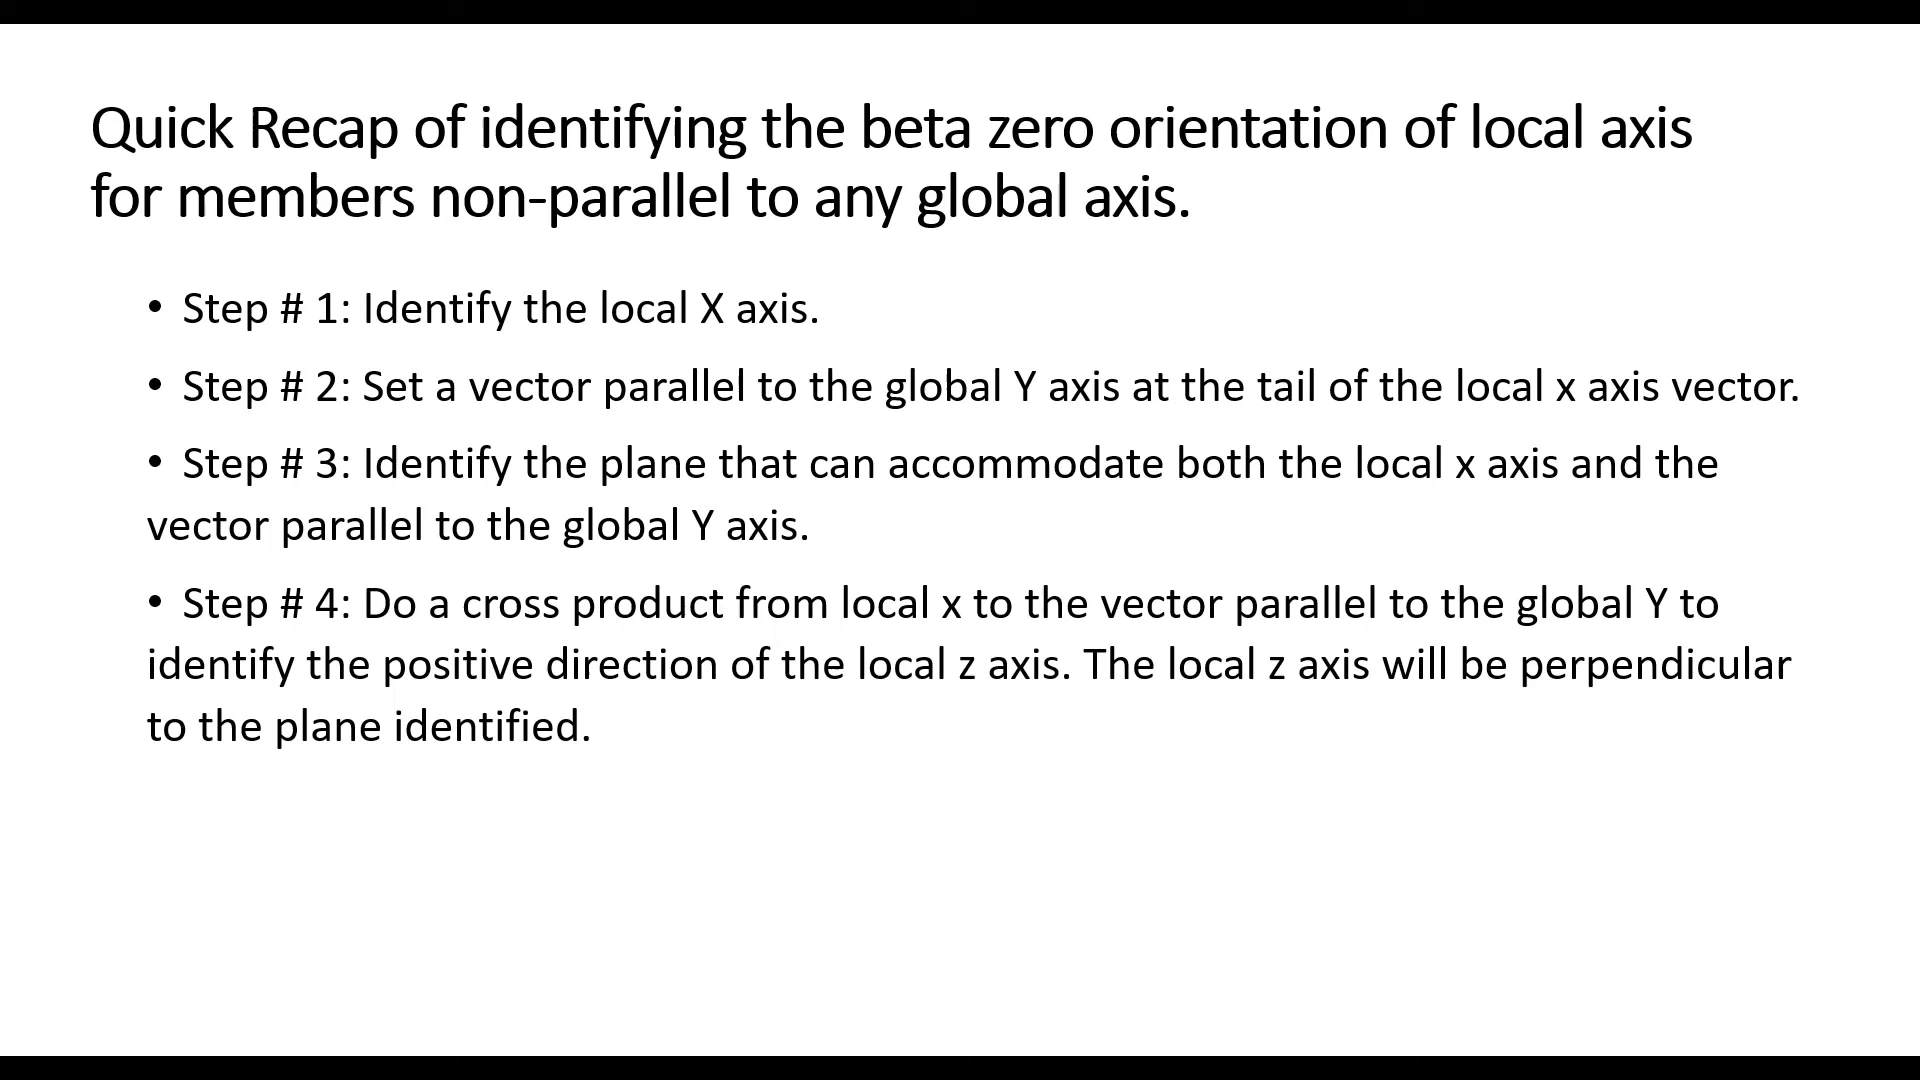 Quick Recap of identifying the beta zero orientation of local axis
for members non-parallel to any global axis.
• Step # 1: Identify the local X axis.
• Step # 2: Set a vector parallel to the global Y axis at the tail of the local x axis vector.
• Step # 3: Identify the plane that can accommodate both the local x axis and the
vector parallel to the global Y axis.
• Step # 4: Do a cross product from local x to the vector parallel to the global Y to
identify the positive direction of the local z axis. The local z axis will be perpendicular
to the plane identified.